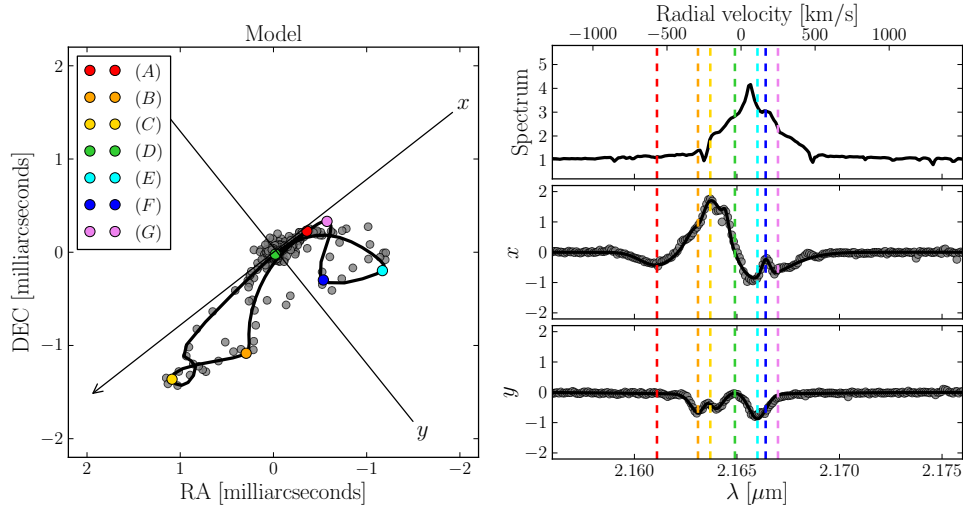 Model
2
1
0
−1
−2
DEC [milliarcseconds]
2
1
0
−1
−2
RA [milliarcseconds]
(A)
(B)
(C)
(D)
(E)
(F)
(G)
x
y
Radial velocity [km/s]
−1000
−500
0
500
1000
Spectrum
5
4
3
2
1
x
2
1
0
−1
−2
y
2
1
0
−1
−2
2.160
2.165
2.170
2.175
λ [μm]